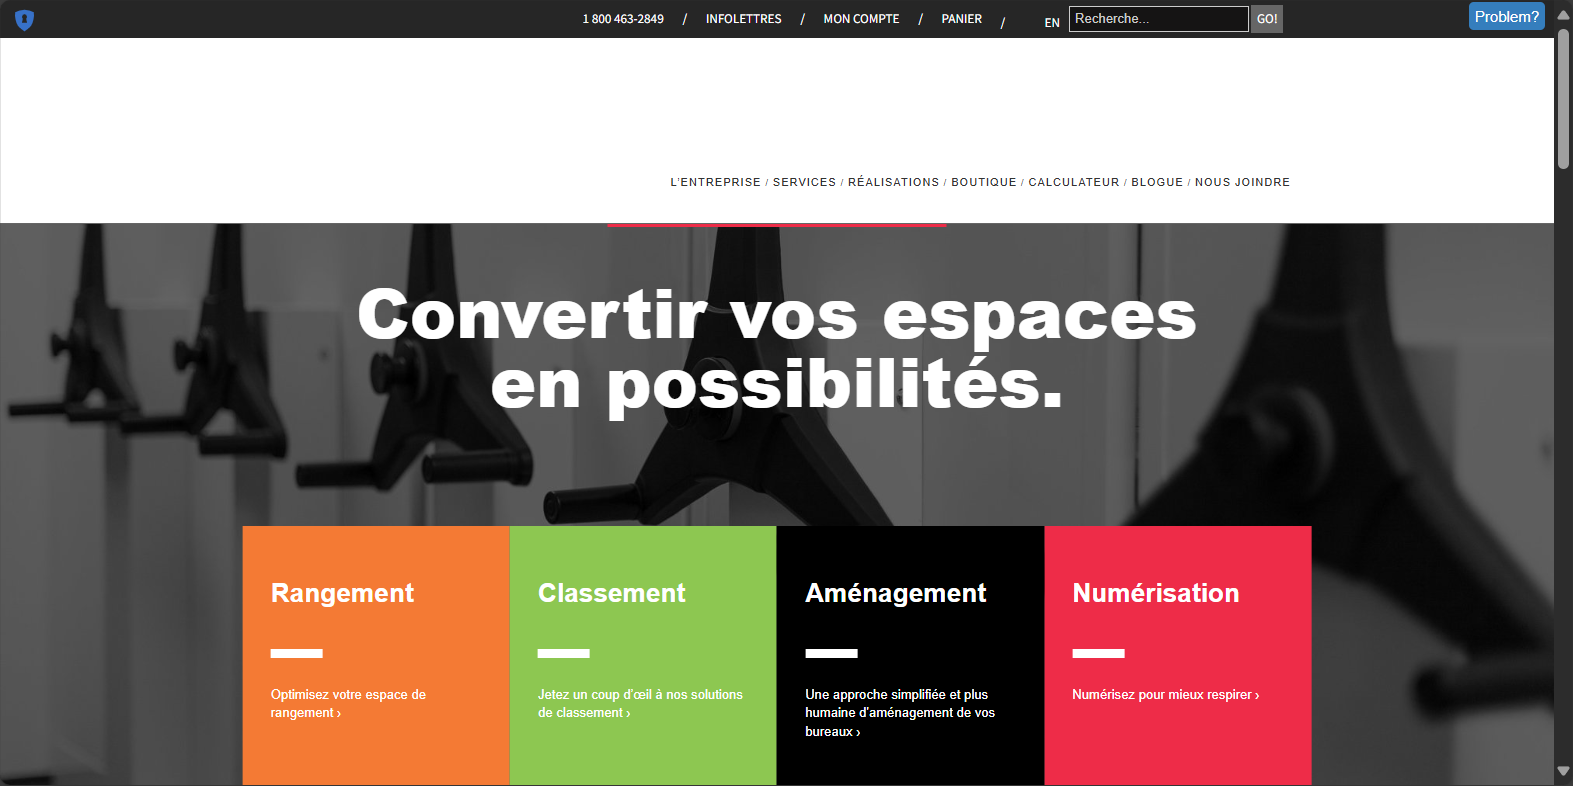 1 800 463-2849 / INFOLETTRES / MON COMPTE / PANIER / EN Recherche... GO! Problem?
L'ENTREPRISE / SERVICES / RÉALISATIONS / BOUTIQUE / CALCULATEUR / BLOGUE / NOUS JOINDRE
Convertir vos espaces
en possibilités.
Rangement
Optimisez votre espace de
rangement ›
Classement
Jetez un coup d'œil à nos solutions
de classement ›
Aménagement
Une approche simplifiée et plus
humaine d'aménagement de vos
bureaux ›
Numérisation
Numérisez pour mieux respirer ›